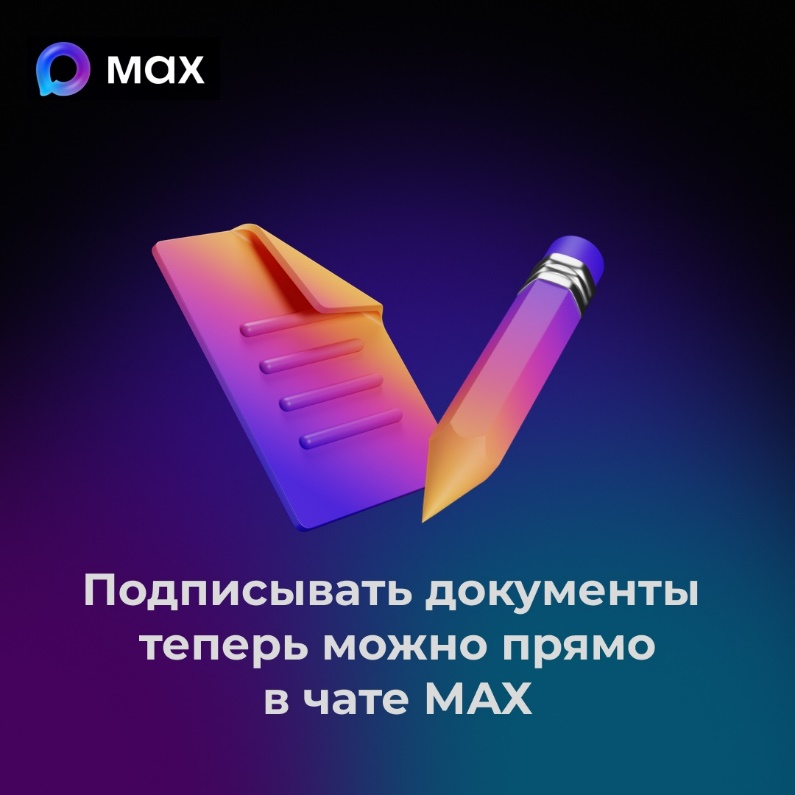 max
Подписывать документы
теперь можно прямо
в чате MAX